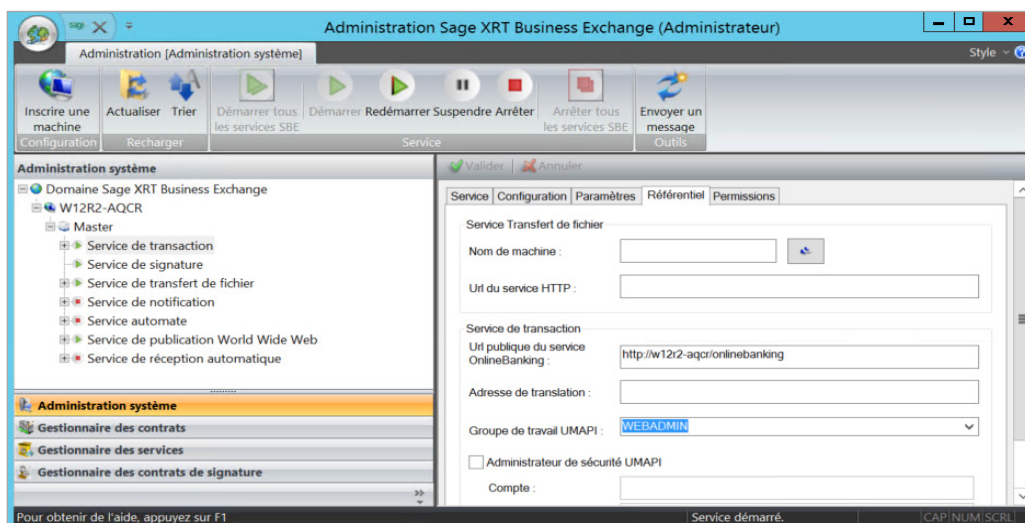 sage
Administration Sage XRT Business Exchange (Administrateur)
Administration [Administration système]
Style
Inscrire une machine
Actualiser
Trier
Démarrer tous les services SBE
Démarrer
Redémarrer
Suspendre
Arrêter
Arrêter tous les services SBE
Envoyer un message
Configuration
Recharger
Service
Outils
Administration système
Domaine Sage XRT Business Exchange
W12R2-AQCR
Master
Service de transaction
Service de signature
Service de transfert de fichier
Service de notification
Service automate
Service de publication World Wide Web
Service de réception automatique
Administration système
Gestionnaire des contrats
Gestionnaire des services
Gestionnaire des contrats de signature
Valider
Annuler
Service
Configuration
Paramètres
Référentiel
Permissions
Service Transfert de fichier
Nom de machine :
Url du service HTTP :
Service de transaction
Url publique du service
OnlineBanking :
http://w12r2-aqcr/onlinebanking
Adresse de translation :
Groupe de travail UMAPI :
WEBADMIN
Administrateur de sécurité UMAPI
Compte :
Pour obtenir de l'aide, appuyez sur F1
Service démarré.
CAP NUM SCRL